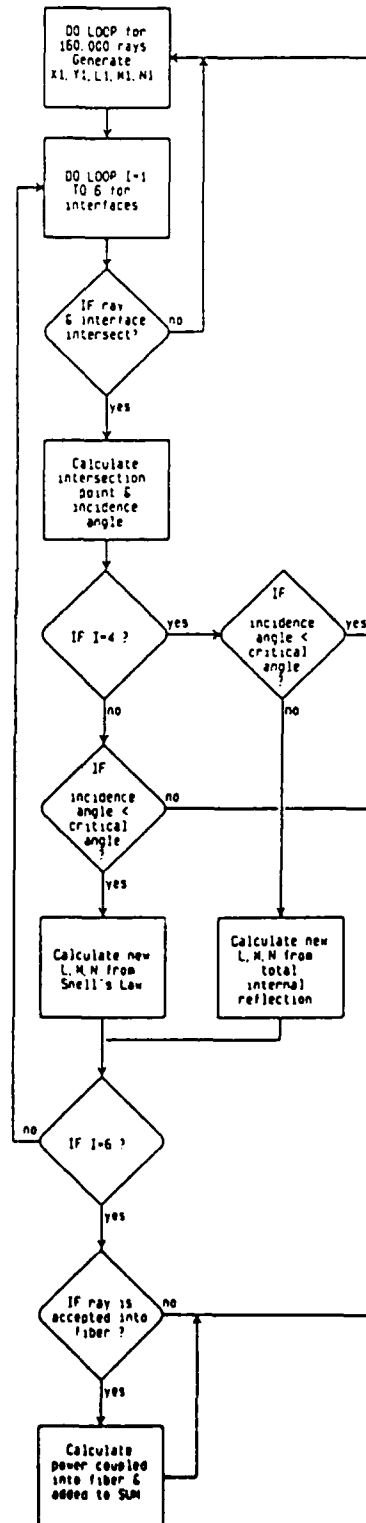 DO LOOP for
160,000 rays
Generate
X1, Y1, L1, M1, N1
DO LOOP I=1
TO 6 for
interfaces
IF ray
& interface
intersect?
no
yes
Calculate
intersection
point &
incidence
angle
IF I=4 ?
yes
no
IF
incidence
angle <
critical
angle
?
yes
no
IF
incidence
angle <
critical
angle
?
no
yes
Calculate new
L, M, N from
Snell's Law
Calculate new
L, M, N from
total
internal
reflection
IF I=6 ?
no
yes
IF ray is
accepted into
fiber ?
no
yes
Calculate
power coupled
into fiber &
added to SUM